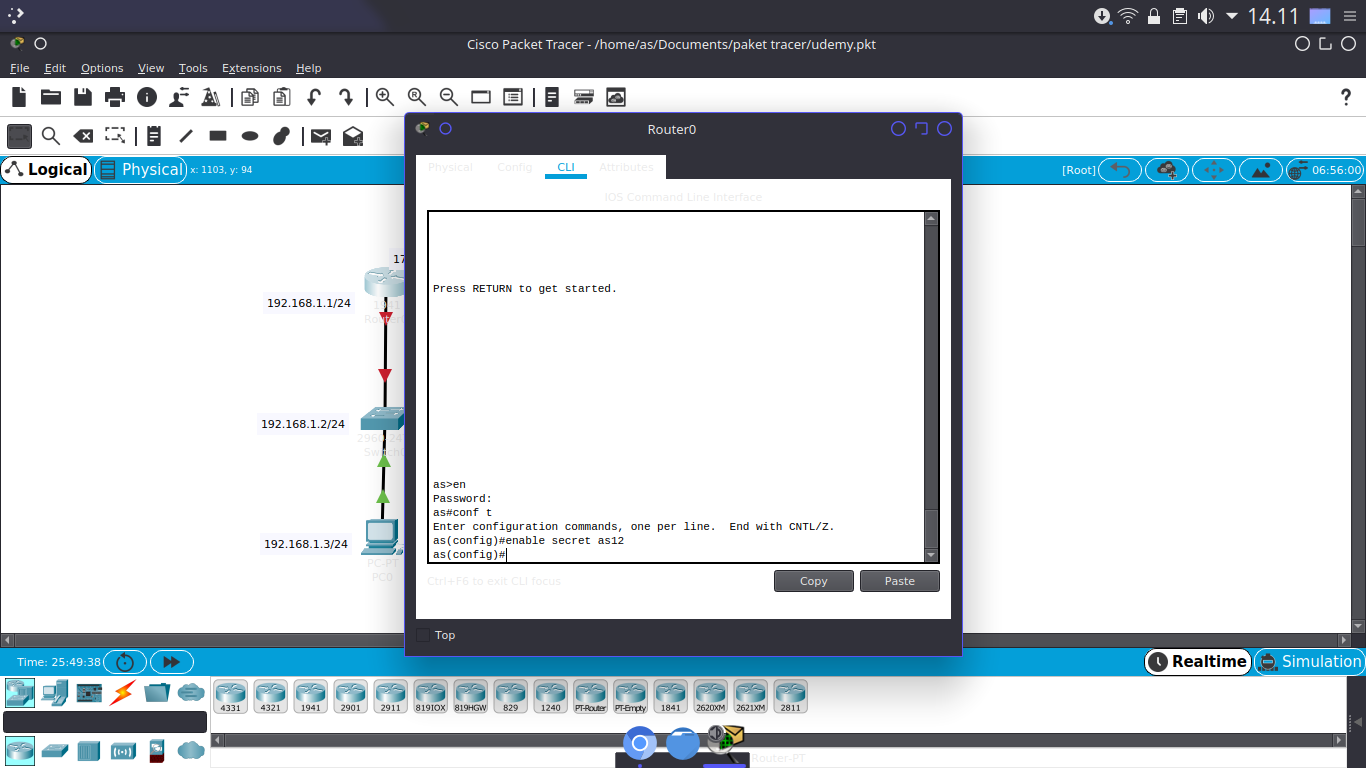 14.11
Cisco Packet Tracer - /home/as/Documents/paket tracer/udemy.pkt
File Edit Options View Tools Extensions Help
Logical
Physical
x: 1103, y: 94
[Root]
06:56:00
192.168.1.1/24
192.168.1.2/24
192.168.1.3/24
PC-PT
PC0
Router0
Physical Config CLI Attributes
IOS Command Line Interface
Press RETURN to get started.
as>en
Password:
as#conf t
Enter configuration commands, one per line.  End with CNTL/Z.
as(config)#enable secret as12
as(config)#
Ctrl+F6 to exit CLI focus
Copy
Paste
Top
Time: 25:49:38
Realtime
Simulation
4331 4321 1941 2901 2911 819IOX 819HGW 829 1240 PT-Router PT-Empty 1841 2620XM 2621XM 2811
Router-PT